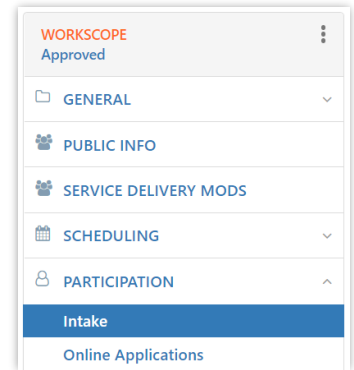 WORKSCOPE
Approved
GENERAL
PUBLIC INFO
SERVICE DELIVERY MODS
SCHEDULING
PARTICIPATION
Intake
Online Applications